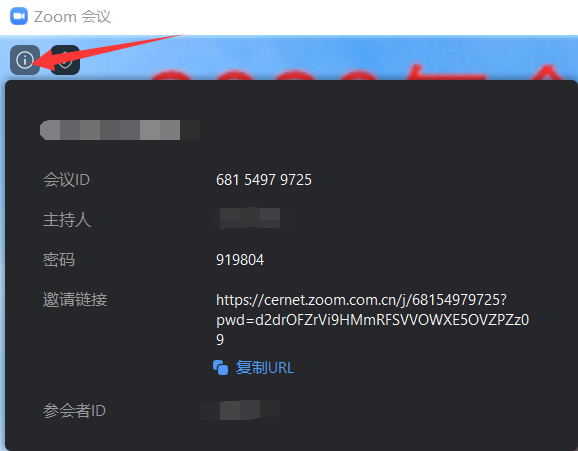 Zoom 会议
会议ID
681 5497 9725
主持人
密码
919804
邀请链接
https://cernet.zoom.com.cn/j/68154979725?
pwd=d2drOFZrVi9HMmRFSVVOWXE5OVZPZz0
9
复制URL
参会者ID